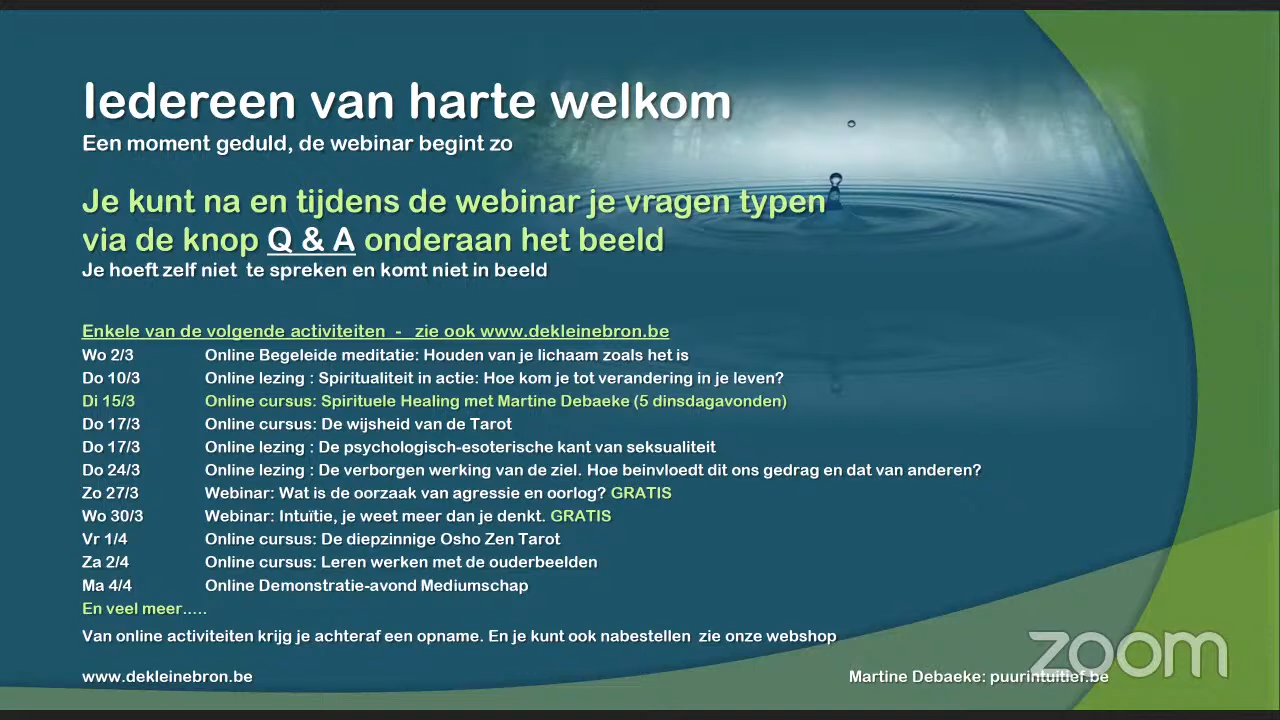 Iedereen van harte welkom
Een moment geduld, de webinar begint zo
Je kunt na en tijdens de webinar je vragen typen
via de knop Q & A onderaan het beeld
Je hoeft zelf niet te spreken en komt niet in beeld
Enkele van de volgende activiteiten - zie ook www.dekleinebron.be
Wo 2/3 Online Begeleide meditatie: Houden van je lichaam zoals het is
Do 10/3 Online lezing : Spiritualiteit in actie: Hoe kom je tot verandering in je leven?
Di 15/3 Online cursus: Spirituele Healing met Martine Debaeke (5 dinsdagavonden)
Do 17/3 Online cursus: De wijsheid van de Tarot
Do 17/3 Online lezing : De psychologisch-esoterische kant van seksualiteit
Do 24/3 Online lezing : De verborgen werking van de ziel. Hoe beinvloedt dit ons gedrag en dat van anderen?
Zo 27/3 Webinar: Wat is de oorzaak van agressie en oorlog? GRATIS
Wo 30/3 Webinar: Intuïtie, je weet meer dan je denkt. GRATIS
Vr 1/4 Online cursus: De diepzinnige Osho Zen Tarot
Za 2/4 Online cursus: Leren werken met de ouderbeelden
Ma 4/4 Online Demonstratie-avond Mediumschap
En veel meer.....
Van online activiteiten krijg je achteraf een opname. En je kunt ook nabestellen zie onze webshop
zoom
www.dekleinebron.be Martine Debaeke: puurintuitief.be